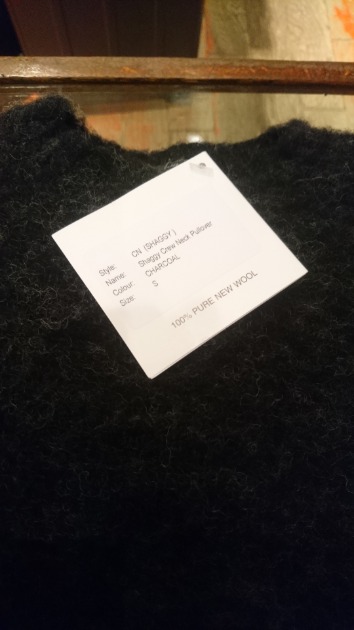 Style: CN (SHAGGY)
Name: Shaggy Crew Neck Pullover
Colour: CHARCOAL
Size: S
100% PURE NEW WOOL